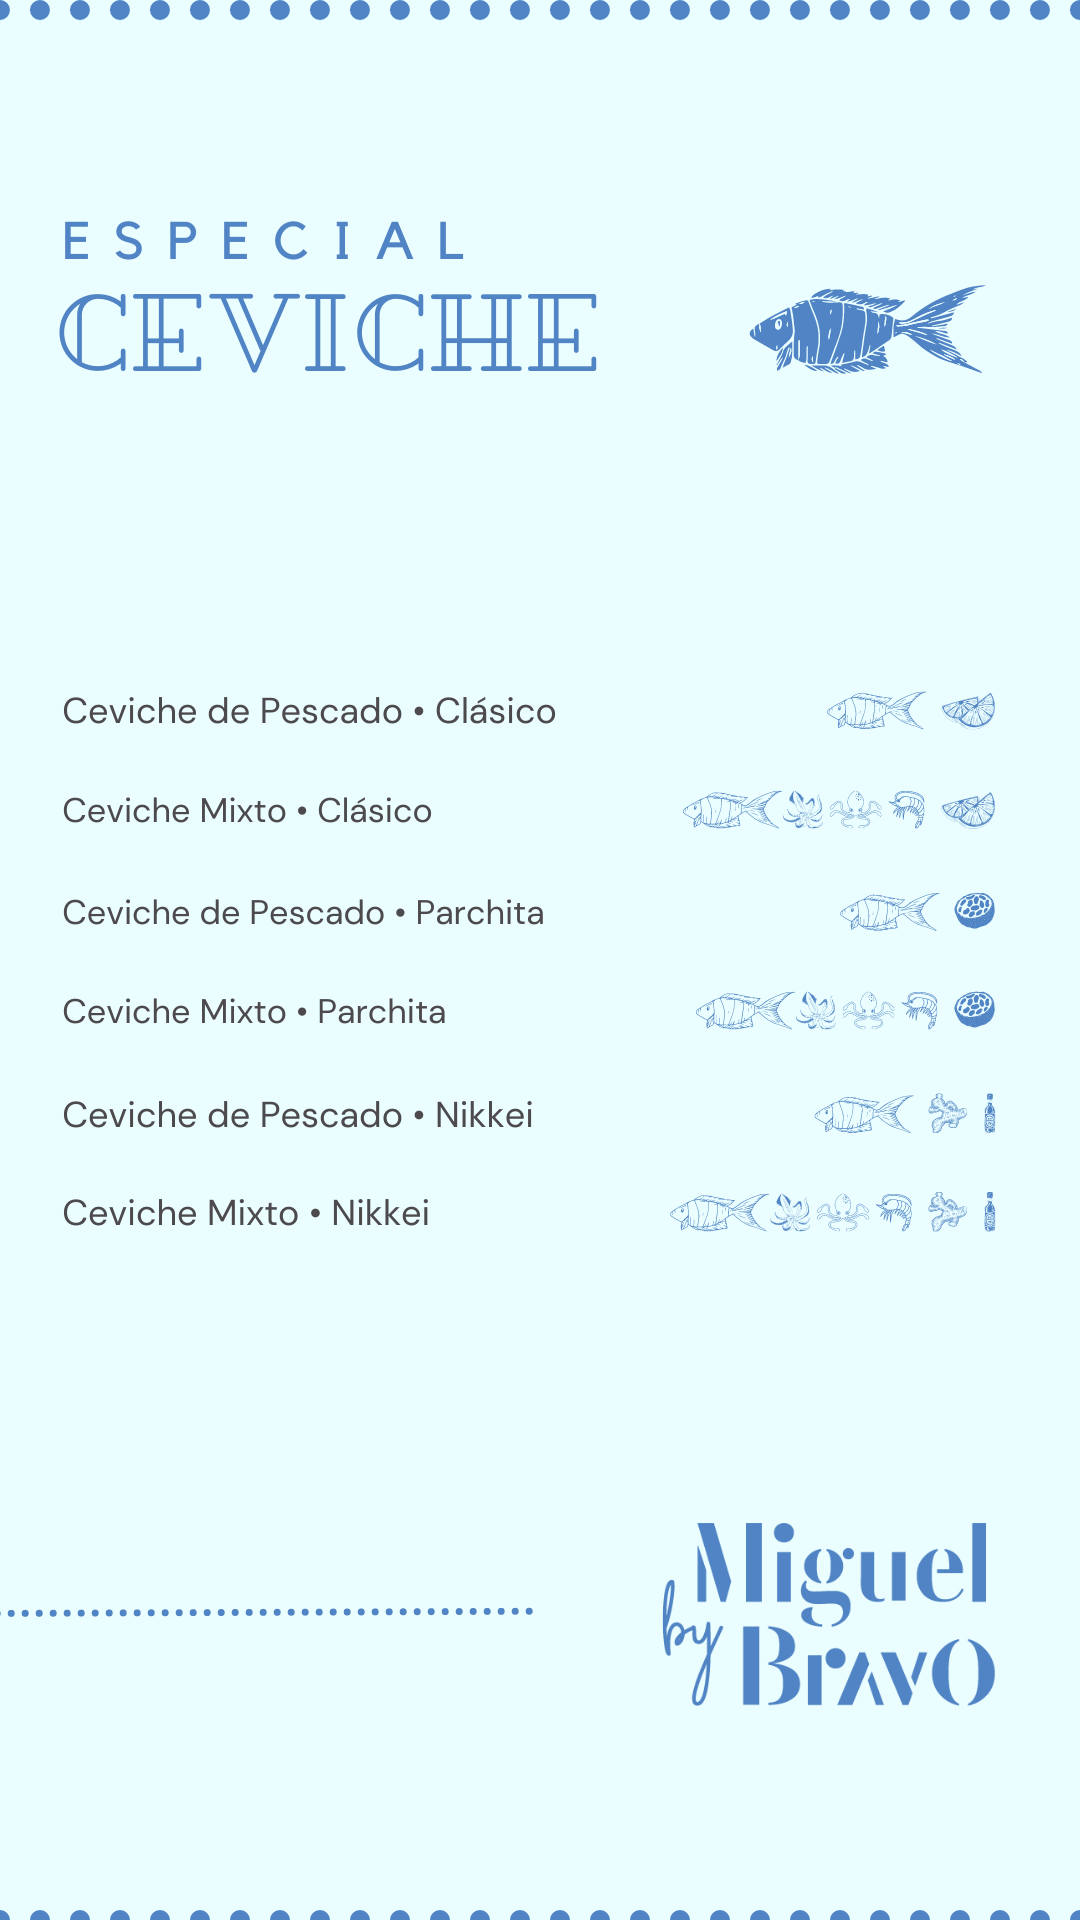 ESPECIAL
CEVICHE
Ceviche de Pescado • Clásico
Ceviche Mixto • Clásico
Ceviche de Pescado • Parchita
Ceviche Mixto • Parchita
Ceviche de Pescado • Nikkei
Ceviche Mixto • Nikkei
Miguel
by
Bravo